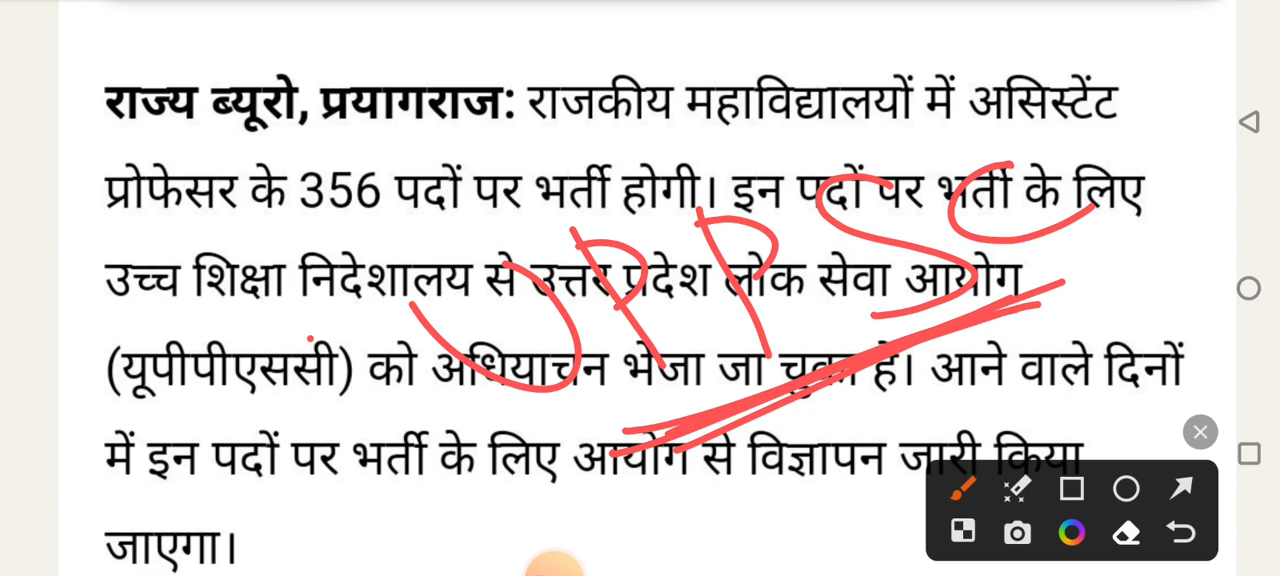 राज्य ब्यूरो, प्रयागराज: राजकीय महाविद्यालयों में असिस्टेंट
प्रोफेसर के 356 पदों पर भर्ती होगी। इन पदों पर भर्ती के लिए
उच्च शिक्षा निदेशालय से उत्तर प्रदेश लोक सेवा आयोग
(यूपीपीएससी) को अधियाचन भेजा जा चुका है। आने वाले दिनों
में इन पदों पर भर्ती के लिए आयोग से विज्ञापन जारी किया
जाएगा।
UPPSC